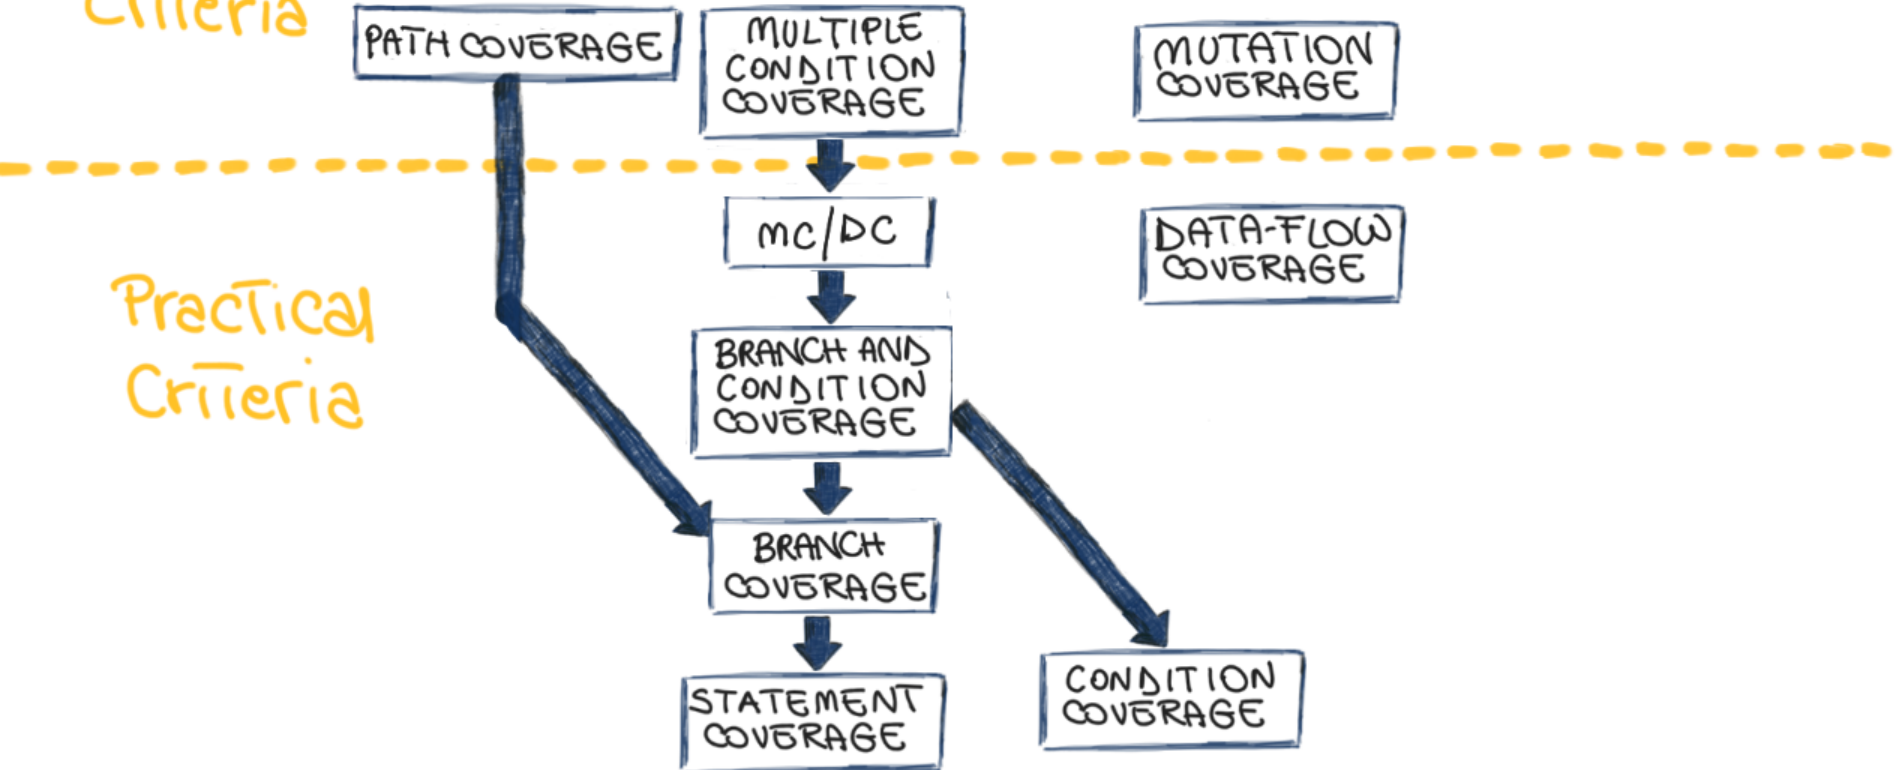 Criteria
PATH COVERAGE
MULTIPLE
CONDITION
COVERAGE
MUTATION
COVERAGE
MC/DC
DATA-FLOW
COVERAGE
Practical
Criteria
BRANCH AND
CONDITION
COVERAGE
BRANCH
COVERAGE
STATEMENT
COVERAGE
CONDITION
COVERAGE